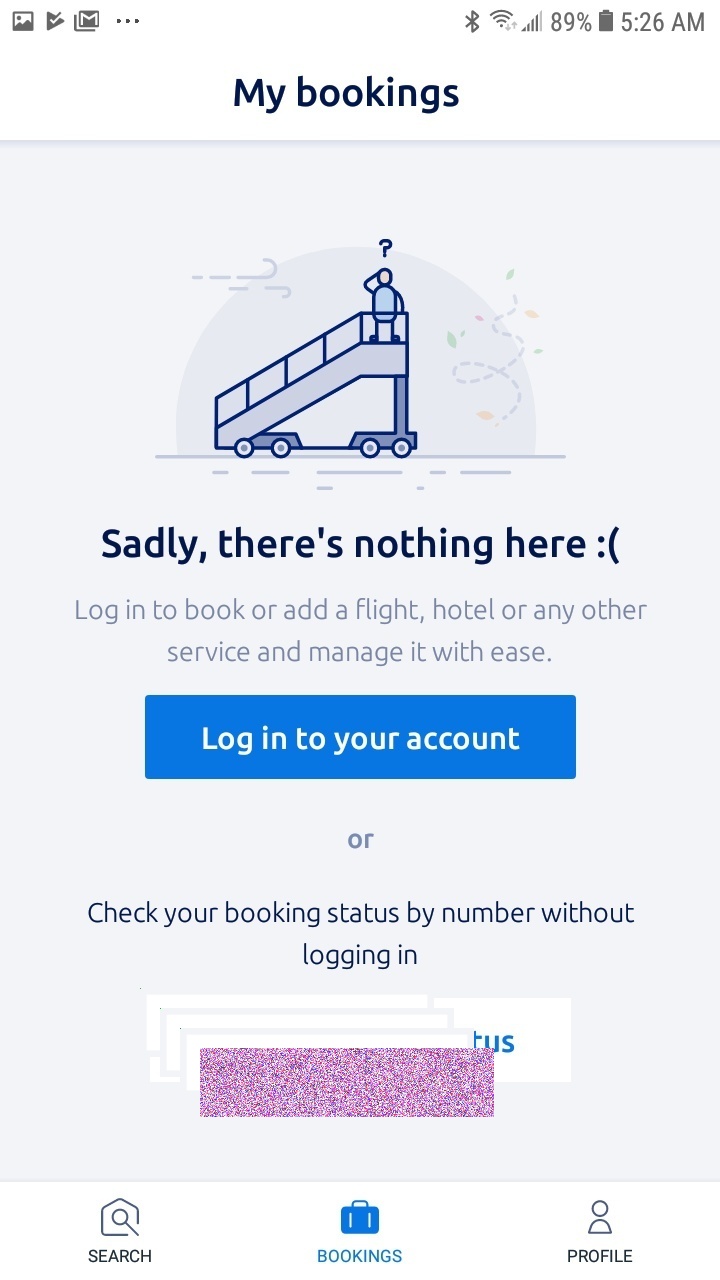 89% 5:26 AM
My bookings
?
Sadly, there's nothing here :(
Log in to book or add a flight, hotel or any other
service and manage it with ease.
Log in to your account
or
Check your booking status by number without
logging in
SEARCH
BOOKINGS
PROFILE